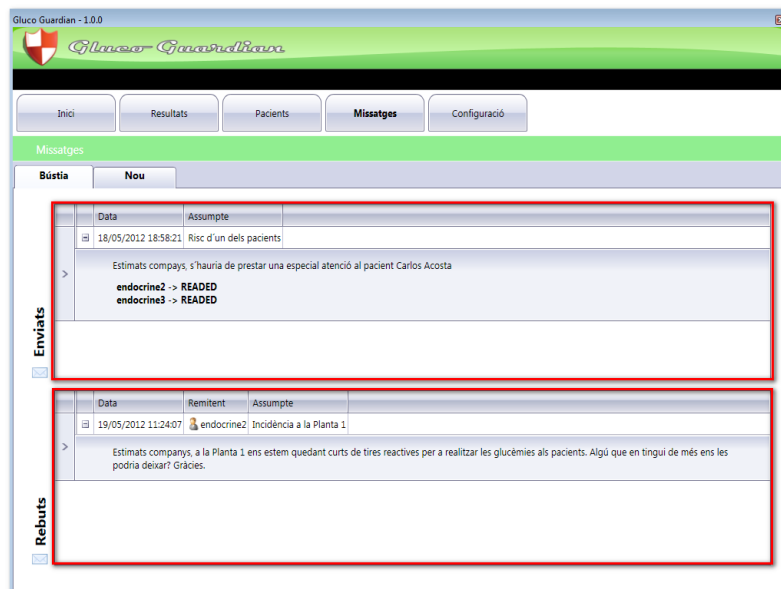 Gluco Guardian - 1.0.0
Gluco-Guardian
Inici Resultats Pacients Missatges Configuració
Missatges
Bústia Nou
Enviats
Data Assumpte
18/05/2012 18:58:21 Risc d´un dels pacients
Estimats compays, s´hauria de prestar una especial atenció al pacient Carlos Acosta
endocrine2 -> READED
endocrine3 -> READED
Rebuts
Data Remitent Assumpte
19/05/2012 11:24:07 endocrine2 Incidència a la Planta 1
Estimats companys, a la Planta 1 ens estem quedant curts de tires reactives per a realitzar les glucèmies als pacients. Algú que en tingui de més ens les
podria deixar? Gràcies.